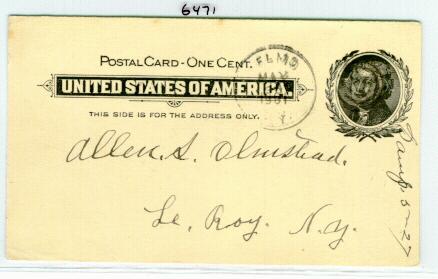 6471
POSTAL CARD - ONE CENT.
UNITED STATES OF AMERICA.
THIS SIDE IS FOR THE ADDRESS ONLY.
ELMO
MAY
1901
Allen. S. Olmstead.
Le. Roy. N.Y.